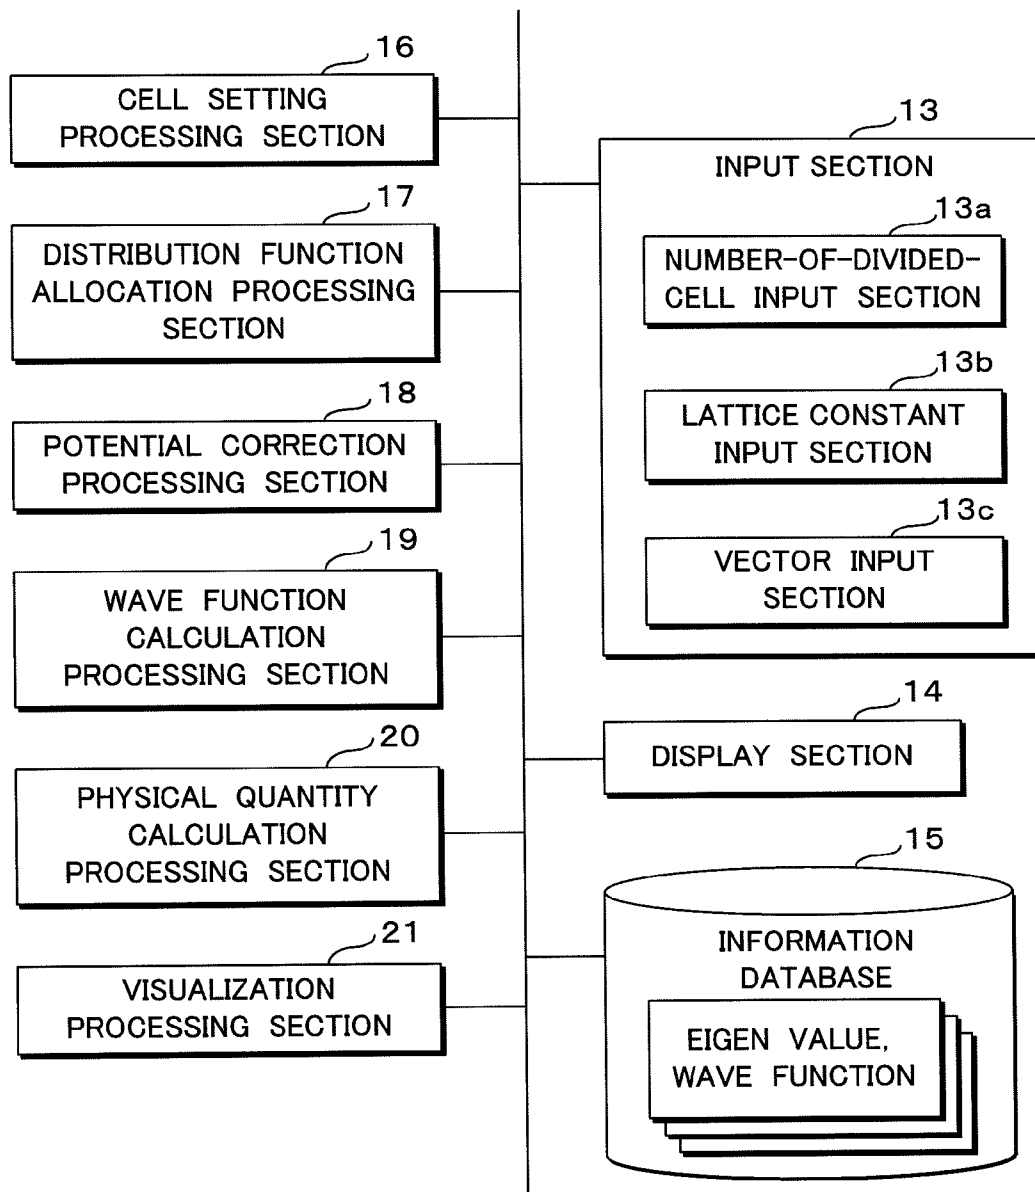 16
CELL SETTING
PROCESSING SECTION
17
DISTRIBUTION FUNCTION
ALLOCATION PROCESSING
SECTION
18
POTENTIAL CORRECTION
PROCESSING SECTION
19
WAVE FUNCTION
CALCULATION
PROCESSING SECTION
20
PHYSICAL QUANTITY
CALCULATION
PROCESSING SECTION
21
VISUALIZATION
PROCESSING SECTION
13
INPUT SECTION
13a
NUMBER-OF-DIVIDED-
CELL INPUT SECTION
13b
LATTICE CONSTANT
INPUT SECTION
13c
VECTOR INPUT
SECTION
14
DISPLAY SECTION
15
INFORMATION
DATABASE
EIGEN VALUE,
WAVE FUNCTION